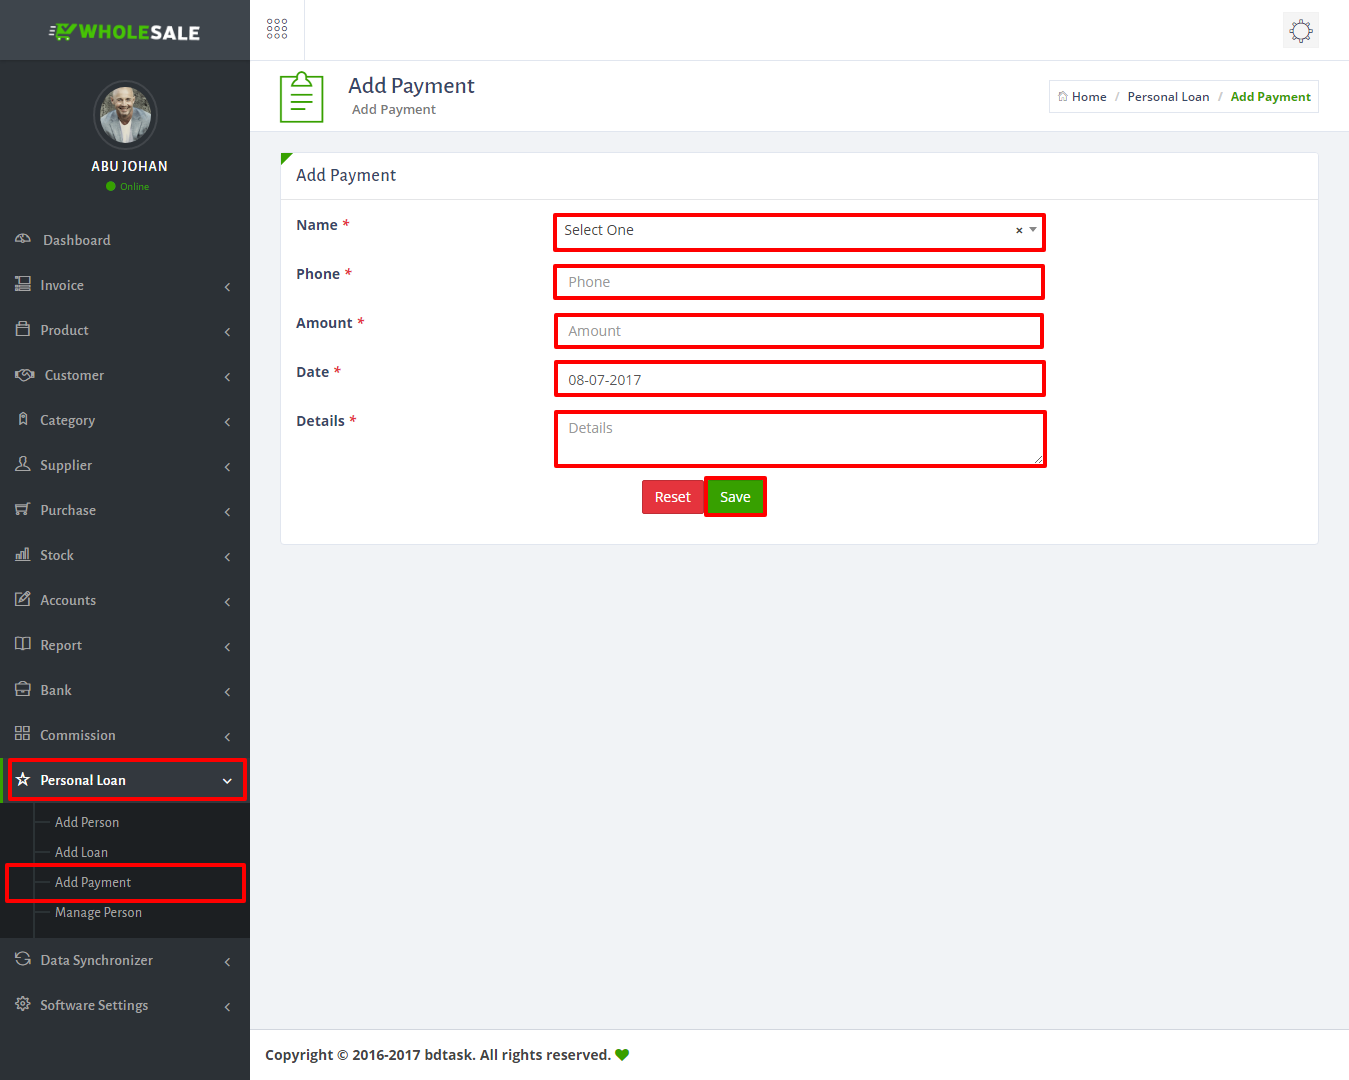 WHOLESALE
ABU JOHAN
Online
Dashboard
Invoice
Product
Customer
Category
Supplier
Purchase
Stock
Accounts
Report
Bank
Commission
Personal Loan
Add Person
Add Loan
Add Payment
Manage Person
Data Synchronizer
Software Settings
Add Payment
Add Payment
Home / Personal Loan / Add Payment
Add Payment
Name *
Select One × 
Phone *
Phone
Amount *
Amount
Date *
08-07-2017
Details *
Details
Reset Save
Copyright © 2016-2017 bdtask. All rights reserved.